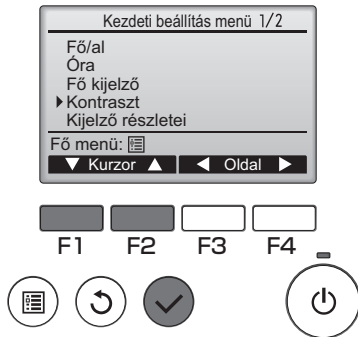 Kezdeti beállítás menü 1/2
Fő/al
Óra
Fő kijelző
Kontraszt
Kijelző részletei
Fő menü:
▼ Kurzor ▲ ◀ Oldal ▶
F1 F2 F3 F4